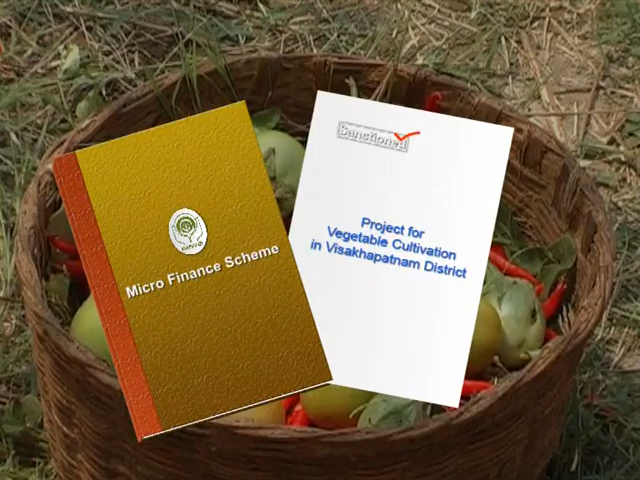 Micro Finance Scheme
Sanctioned
Project for
Vegetable Cultivation
in Visakhapatnam District